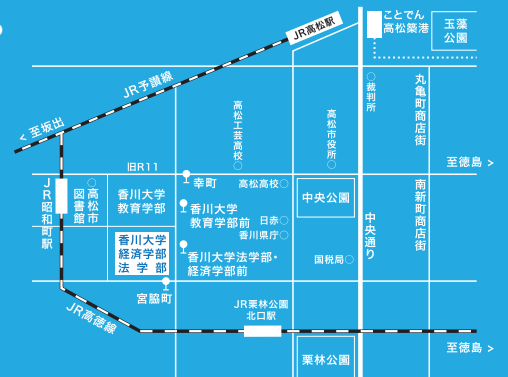 ことでん
高松築港
玉藻
公園
JR高松駅
JR予讃線
< 至坂出
裁判所
丸亀町商店街
高松工芸高校
高松市役所
至徳島 >
旧R11
幸町
高松高校
JR昭和町駅
高松市
図書館
香川大学
教育学部
香川大学
教育学部前
中央公園
中央通り
南新町商店街
日赤
香川県庁
香川大学
経済学部
法学部
香川大学法学部・
経済学部前
国税局
宮脇町
JR高徳線
JR栗林公園
北口駅
栗林公園
至徳島 >